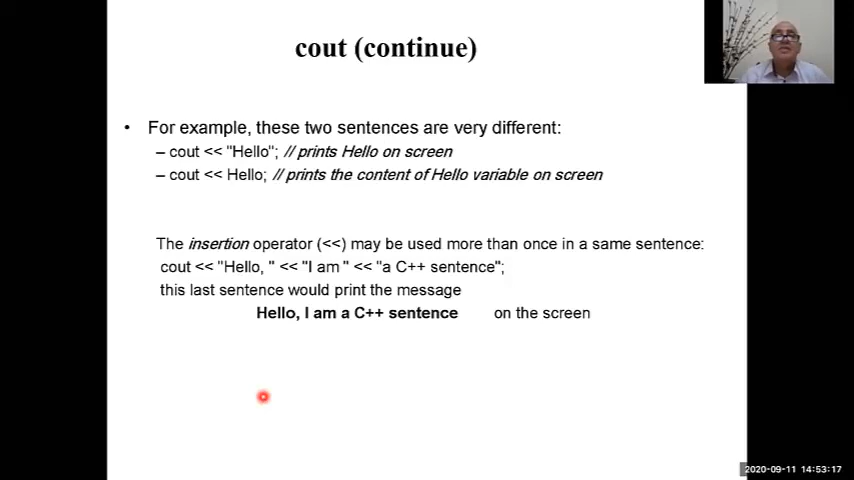 cout (continue)
• For example, these two sentences are very different:
– cout << "Hello"; // prints Hello on screen
– cout << Hello; // prints the content of Hello variable on screen
The insertion operator (<<) may be used more than once in a same sentence:
cout << "Hello, " << "I am " << "a C++ sentence";
this last sentence would print the message
Hello, I am a C++ sentence on the screen
2020-09-11 14:53:17